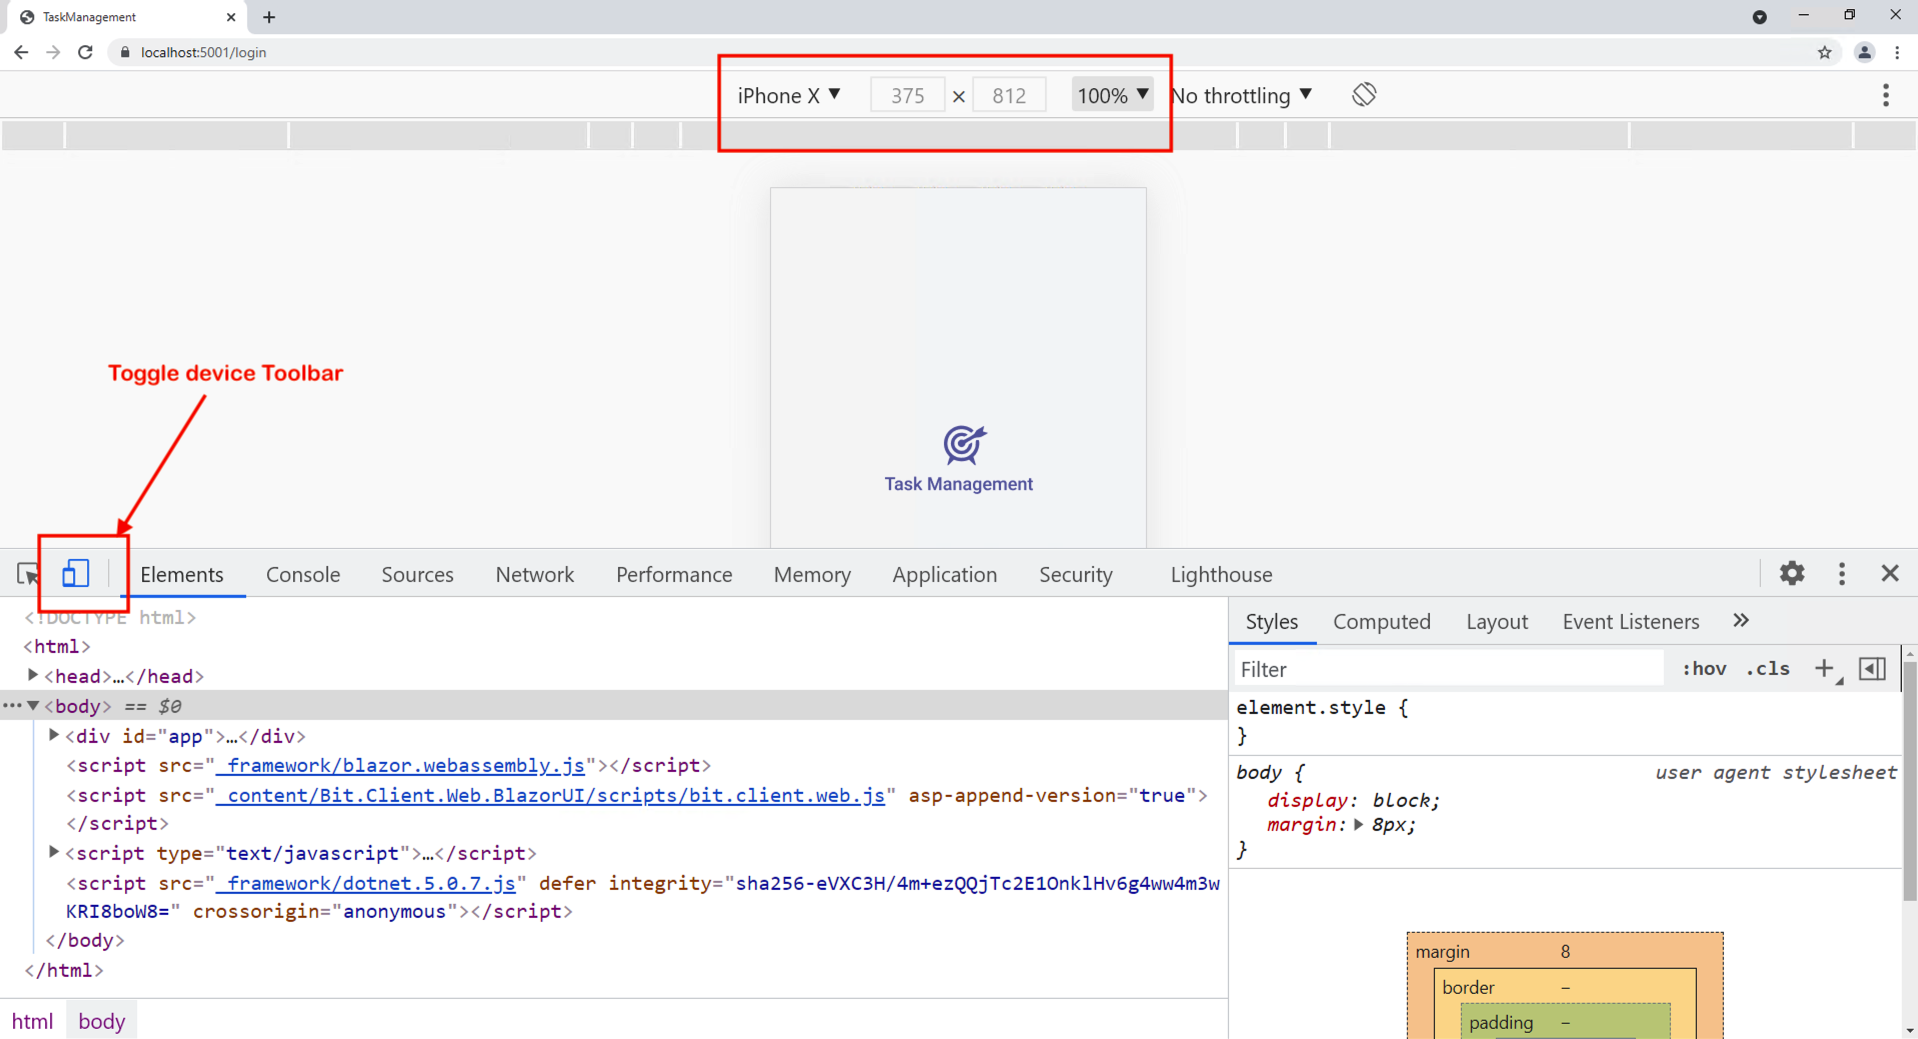 TaskManagement
localhost:5001/login
iPhone X ▼ 375 × 812 100% ▼ No throttling ▼
Toggle device Toolbar
Task Management
Elements Console Sources Network Performance Memory Application Security Lighthouse
<!DOCTYPE html>
<html>
<head>…</head>
<body> == $0
<div id="app">…</div>
<script src="_framework/blazor.webassembly.js"></script>
<script src="_content/Bit.Client.Web.BlazorUI/scripts/bit.client.web.js" asp-append-version="true">
</script>
<script type="text/javascript">…</script>
<script src="_framework/dotnet.5.0.7.js" defer integrity="sha256-eVXC3H/4m+ezQQjTc2E1OnklHv6g4ww4m3w
KRI8boW8=" crossorigin="anonymous"></script>
</body>
</html>
html body
Styles Computed Layout Event Listeners »
Filter :hov .cls +
element.style {
}
body { user agent stylesheet
display: block;
margin: 8px;
}
margin 8
border –
padding –